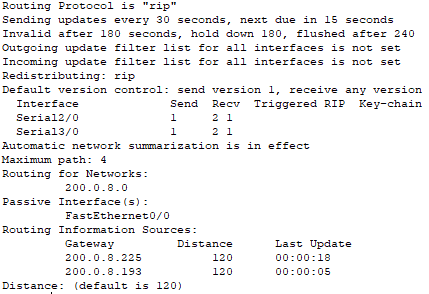 Routing Protocol is "rip"
Sending updates every 30 seconds, next due in 15 seconds
Invalid after 180 seconds, hold down 180, flushed after 240
Outgoing update filter list for all interfaces is not set
Incoming update filter list for all interfaces is not set
Redistributing: rip
Default version control: send version 1, receive any version
  Interface             Send  Recv  Triggered RIP  Key-chain
  Serial2/0             1     2 1
  Serial3/0             1     2 1
Automatic network summarization is in effect
Maximum path: 4
Routing for Networks:
         200.0.8.0
Passive Interface(s):
         FastEthernet0/0
Routing Information Sources:
         Gateway         Distance      Last Update
         200.0.8.225          120      00:00:18
         200.0.8.193          120      00:00:05
Distance: (default is 120)